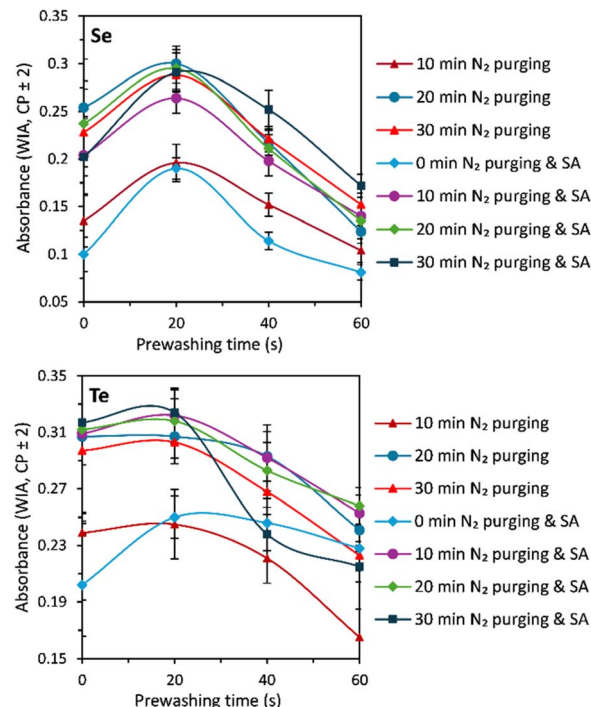 Se
Absorbance (WIA, CP ± 2)
0.35
0.3
0.25
0.2
0.15
0.1
0.05
0 20 40 60
Prewashing time (s)
10 min N₂ purging
20 min N₂ purging
30 min N₂ purging
0 min N₂ purging & SA
10 min N₂ purging & SA
20 min N₂ purging & SA
30 min N₂ purging & SA
Te
Absorbance (WIA, CP ± 2)
0.35
0.31
0.27
0.23
0.19
0.15
0 20 40 60
Prewashing time (s)
10 min N₂ purging
20 min N₂ purging
30 min N₂ purging
0 min N₂ purging & SA
10 min N₂ purging & SA
20 min N₂ purging & SA
30 min N₂ purging & SA